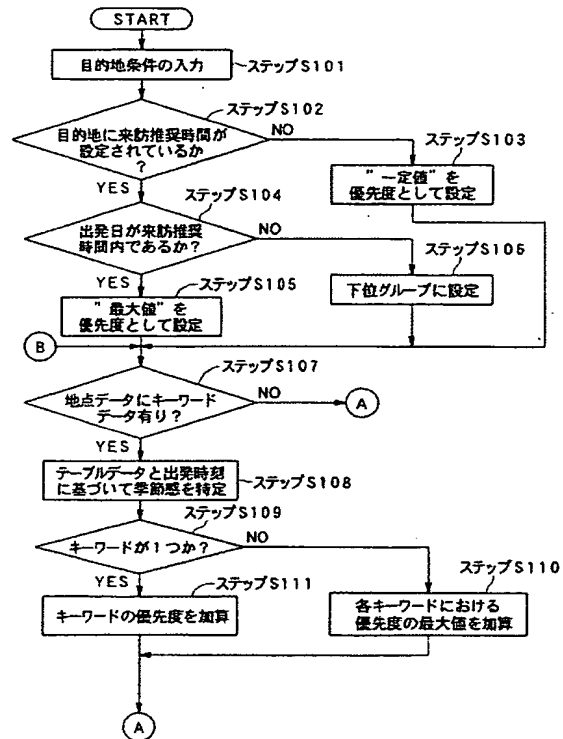 START
目的地条件の入力
ステップS101
ステップS102
目的地に来訪推奨時間が
設定されているか
?
NO
YES
ステップS103
"一定値"を
優先度として設定
ステップS104
出発日が来訪推奨
時間内であるか?
NO
YES
ステップS106
下位グループに設定
ステップS105
"最大値"を
優先度として設定
B
ステップS107
地点データにキーワード
データ有り?
NO
A
YES
テーブルデータと出発時刻
に基づいて季節感を特定
ステップS108
ステップS109
キーワードが1つか?
NO
YES
ステップS110
各キーワードにおける
優先度の最大値を加算
ステップS111
キーワードの優先度を加算
A